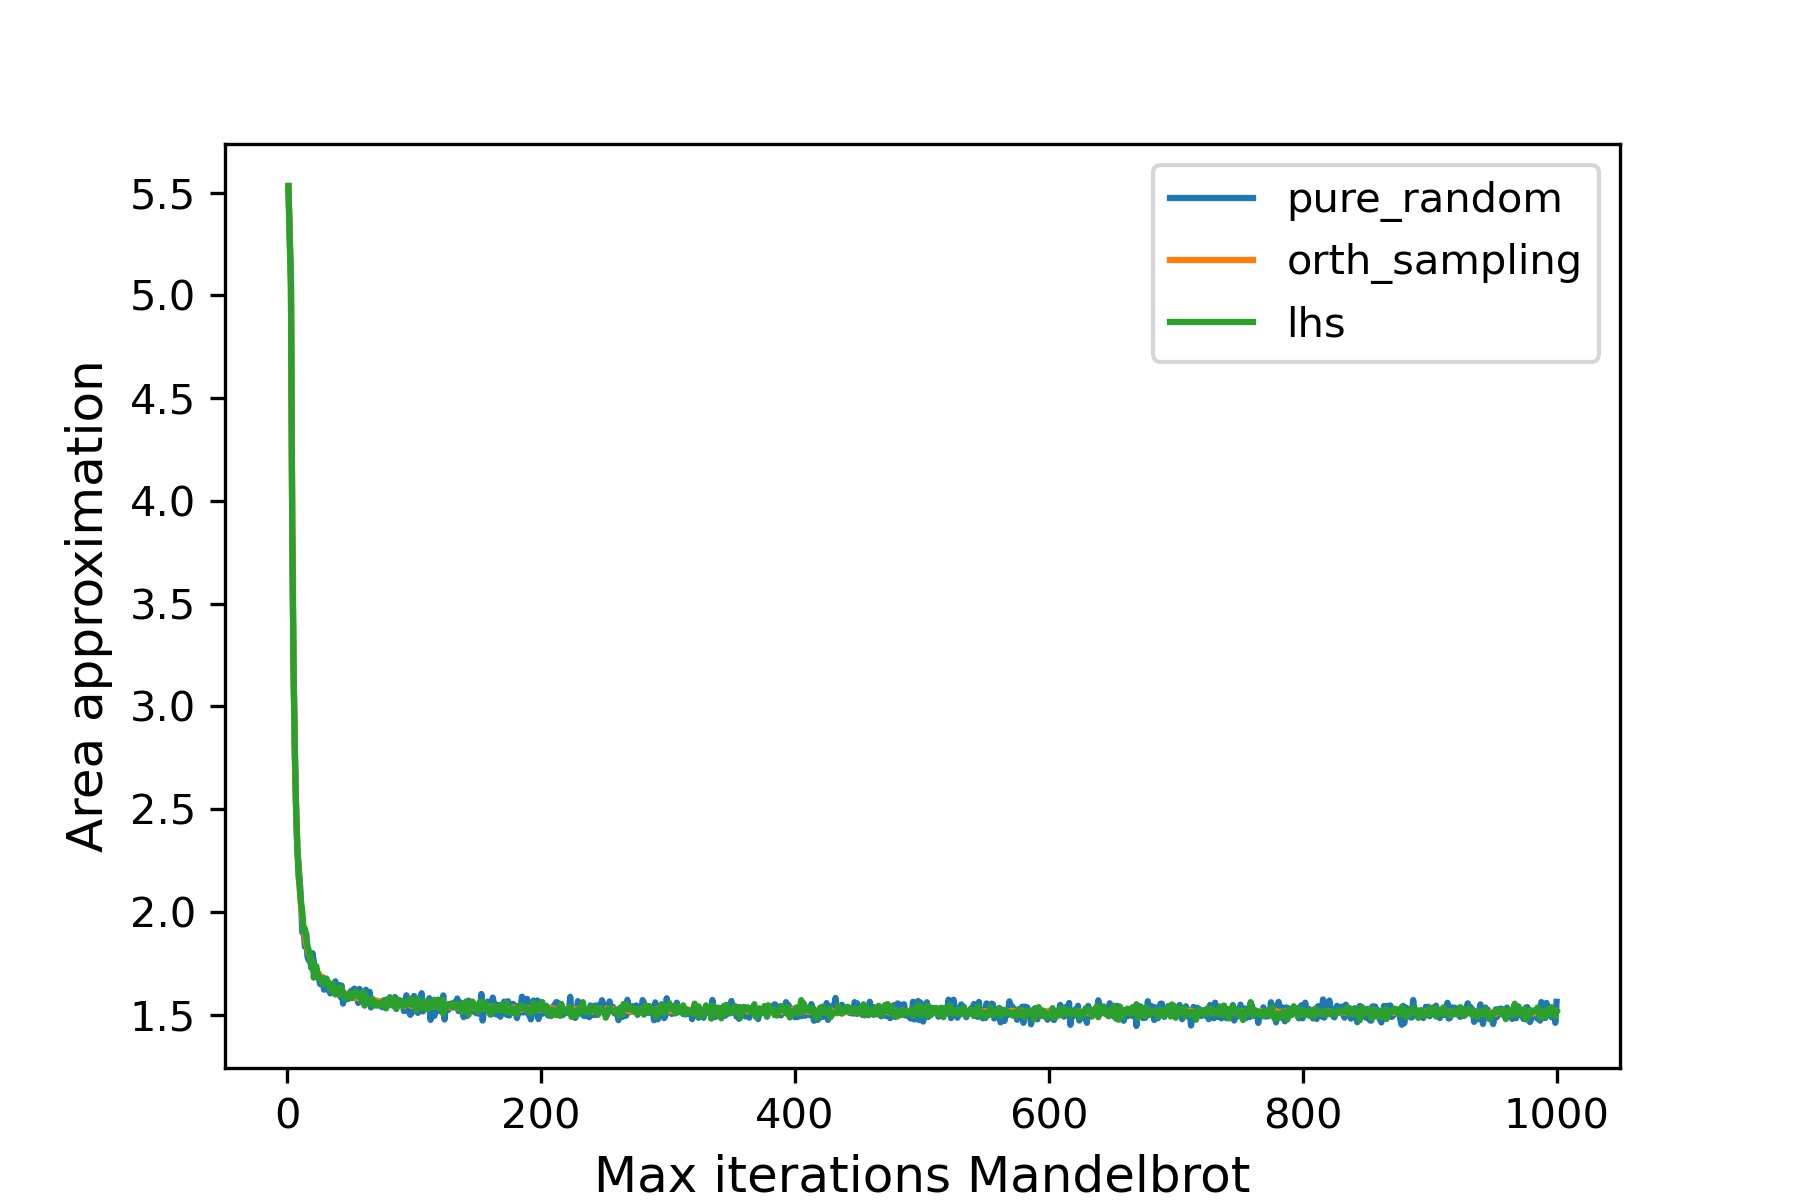 5.5
5.0
4.5
4.0
3.5
3.0
2.5
2.0
1.5
Area approximation
pure_random
orth_sampling
lhs
0 200 400 600 800 1000
Max iterations Mandelbrot